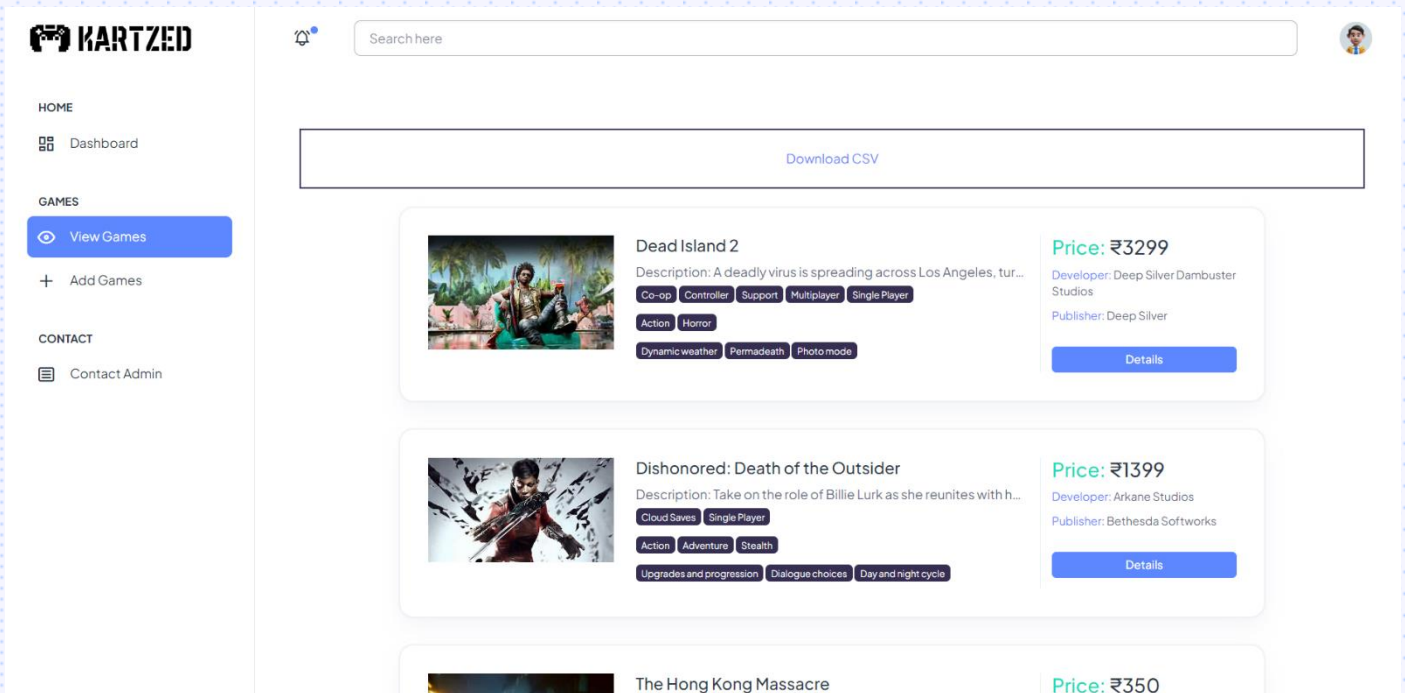 KARTZED
Search here
HOME
Dashboard
GAMES
View Games
Add Games
CONTACT
Contact Admin
Download CSV
Dead Island 2
Description: A deadly virus is spreading across Los Angeles, tur...
Co-op Controller Support Multiplayer Single Player
Action Horror
Dynamic weather Permadeath Photo mode
Price: ₹3299
Developer: Deep Silver Dambuster
Studios
Publisher: Deep Silver
Details
Dishonored: Death of the Outsider
Description: Take on the role of Billie Lurk as she reunites with h...
Cloud Saves Single Player
Action Adventure Stealth
Upgrades and progression Dialogue choices Day and night cycle
Price: ₹1399
Developer: Arkane Studios
Publisher: Bethesda Softworks
Details
The Hong Kong Massacre
Price: ₹350